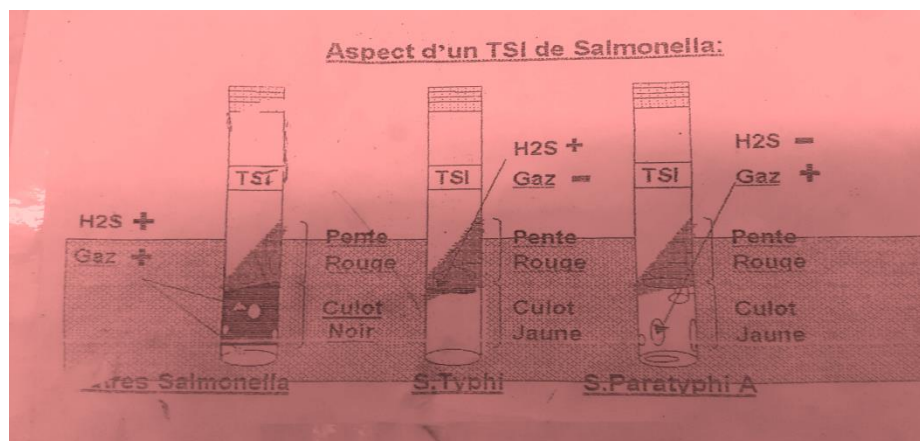 Aspect d'un TSI de Salmonella:
H2S +
Gaz +
TSI
Pente
Rouge
Culot
Noir
Salmonella
H2S +
Gaz -
TSI
Pente
Rouge
Culot
Jaune
S.Typhi
H2S -
Gaz +
TSI
Pente
Rouge
Culot
Jaune
S.Paratyphi A